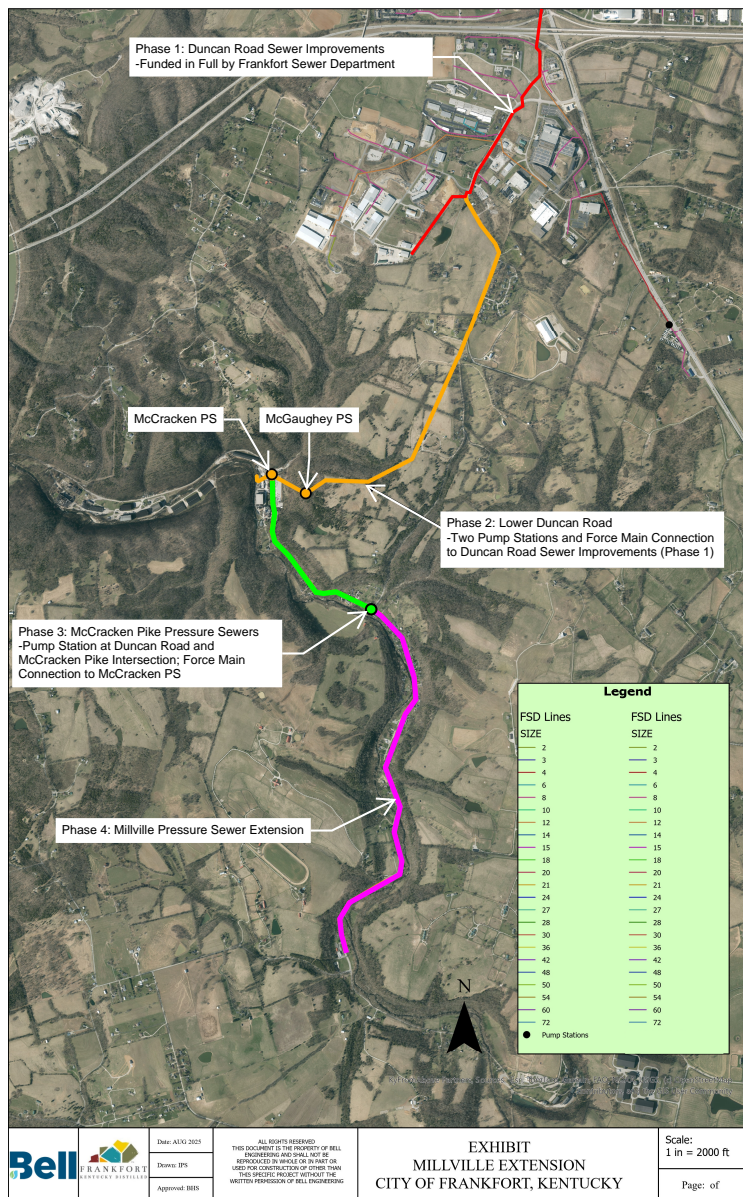 Phase 1: Duncan Road Sewer Improvements
-Funded in Full by Frankfort Sewer Department
McCracken PS
McGaughey PS
Phase 2: Lower Duncan Road
-Two Pump Stations and Force Main Connection
to Duncan Road Sewer Improvements (Phase 1)
Phase 3: McCracken Pike Pressure Sewers
-Pump Station at Duncan Road and
McCracken Pike Intersection; Force Main
Connection to McCracken PS
Phase 4: Millville Pressure Sewer Extension
N
Legend
FSD Lines FSD Lines
SIZE SIZE
2 2
3 3
4 4
6 6
8 8
10 10
12 12
14 14
15 15
18 18
20 20
21 21
24 24
27 27
28 28
30 30
36 36
42 42
48 48
50 50
54 54
60 60
72 72
Pump Stations
Bell
FRANKFORT
KENTUCKY DISTILLED
Date: AUG 2025
Drawn: JPS
Approved: BHS
ALL RIGHTS RESERVED
THIS DOCUMENT IS THE PROPERTY OF BELL
ENGINEERING AND SHALL NOT BE
REPRODUCED IN WHOLE OR IN PART OR
USED FOR CONSTRUCTION OF OTHER THAN
THIS SPECIFIC PROJECT WITHOUT THE
WRITTEN PERMISSION OF BELL ENGINEERING
EXHIBIT
MILLVILLE EXTENSION
CITY OF FRANKFORT, KENTUCKY
Scale:
1 in = 2000 ft
Page: of